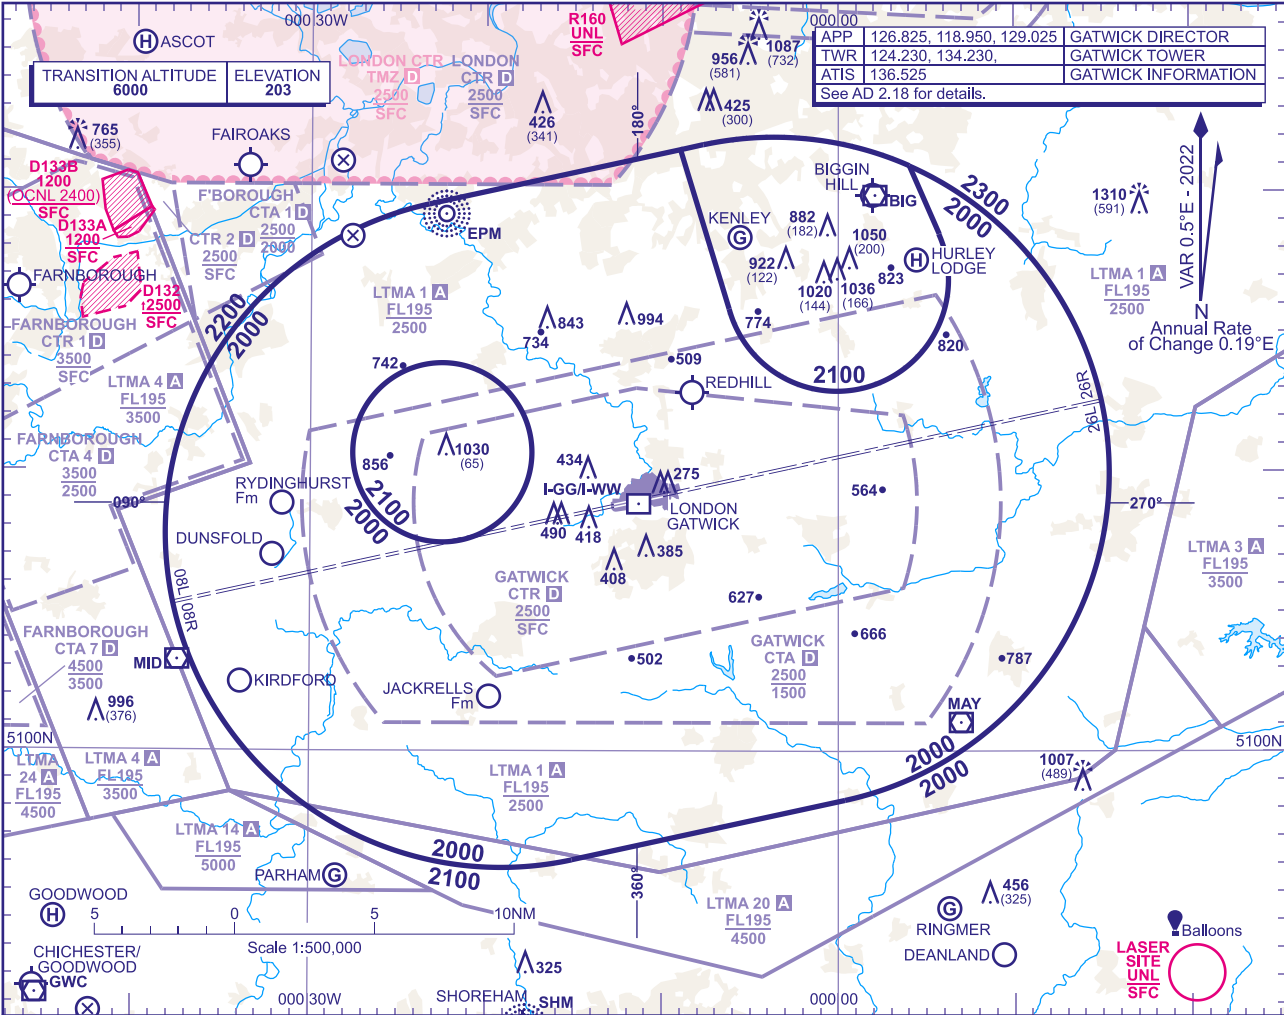 000 30W
000 00
R160
UNL
SFC
ASCOT
TRANSITION ALTITUDE
6000
ELEVATION
203
LONDON CTR
TMZ D
2500
SFC
LONDON
CTR D
2500
SFC
426
(341)
180°
956
(581)
1087
(732)
425
(300)
APP 126.825, 118.950, 129.025 GATWICK DIRECTOR
TWR 124.230, 134.230, GATWICK TOWER
ATIS 136.525 GATWICK INFORMATION
See AD 2.18 for details.
765
(355)
FAIROAKS
D133B
1200
(OCNL 2400)
SFC
D133A
1200
SFC
D132
↑2500
SFC
F'BOROUGH
CTA 1 D
2500
2000
CTR 2 D
2500
SFC
FARNBOROUGH
FARNBOROUGH
CTR 1 D
3500
SFC
EPM
BIGGIN
HILL
BIG
KENLEY
G
882
(182)
1050
(200)
922
(122)
1020
(144)
1036
(166)
823
H
HURLEY
LODGE
2300
2000
1310
(591)
VAR 0.5°E - 2022
N
Annual Rate
of Change 0.19°E
LTMA 1 A
FL195
2500
LTMA 1 A
FL195
2500
2200
2000
843
734
994
774
820
742
509
REDHILL
2100
LTMA 4 A
FL195
3500
FARNBOROUGH
CTA 4 D
3500
2500
1030
(65)
856
2100
2000
434
I-GG/I-WW
275
490
418
LONDON
GATWICK
385
408
564
26L/26R
270°
090°
RYDINGHURST
Fm
DUNSFOLD
08L/08R
LTMA 3 A
FL195
3500
GATWICK
CTR D
2500
SFC
627
666
GATWICK
CTA D
2500
1500
787
502
FARNBOROUGH
CTA 7 D
4500
3500
MID
KIRDFORD
JACKRELLS
Fm
MAY
996
(376)
5100N
5100N
2000
2000
1007
(489)
LTMA
24 A
FL195
4500
LTMA 4 A
FL195
3500
LTMA 1 A
FL195
2500
LTMA 14 A
FL195
5000
2000
2100
360°
PARHAM
G
LTMA 20 A
FL195
4500
456
(325)
G
RINGMER
DEANLAND
GOODWOOD
H
5 0 5 10NM
Scale 1:500,000
CHICHESTER/
GOODWOOD
GWC
325
SHOREHAM
SHM
Balloons
LASER
SITE
UNL
SFC
000 30W
000 00